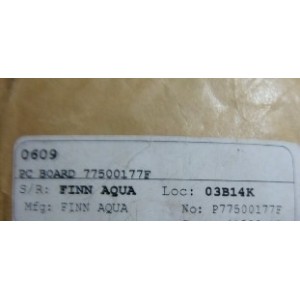 0609
PC BOARD 77500177F
S/R: FINN AQUA Loc: 03B14K
Mfg: FINN AQUA No: P77500177F